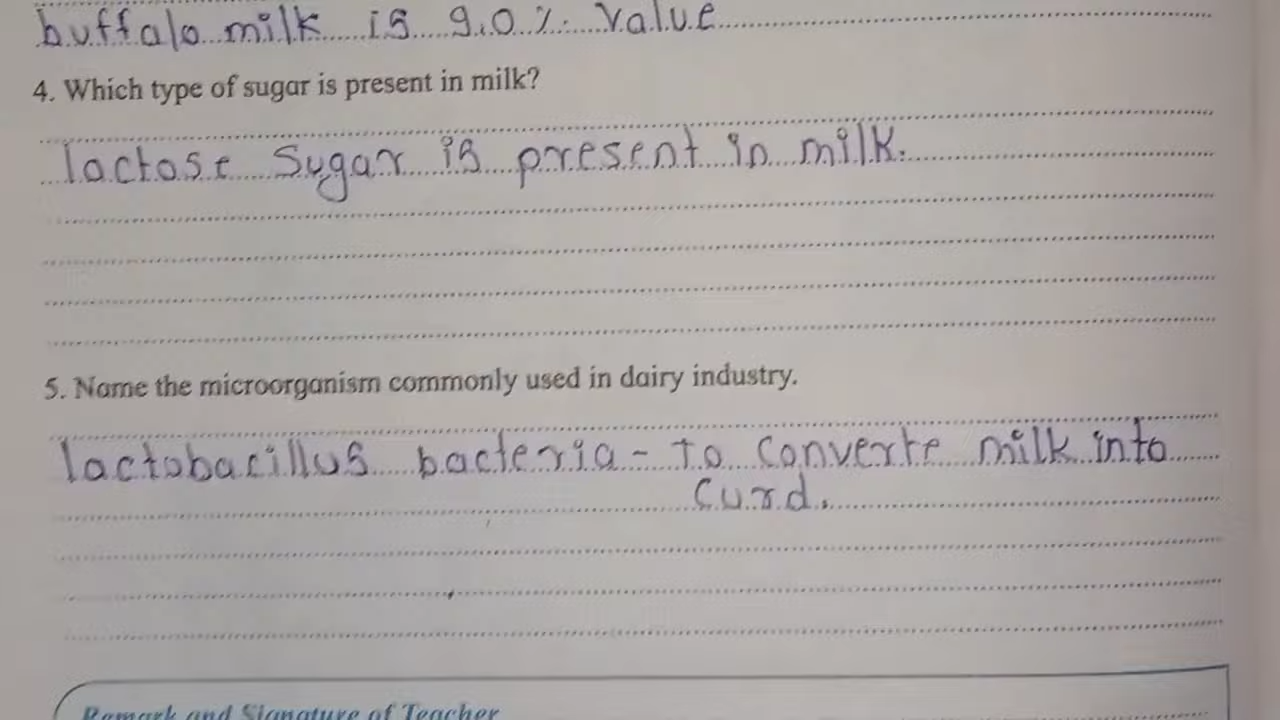 buffalo milk is 9.0 %. value
4. Which type of sugar is present in milk?
lactose sugar is present in milk.
5. Name the microorganism commonly used in dairy industry.
lactobacillus bacteria - To converte milk into
curd.
Remark and Signature of Teacher